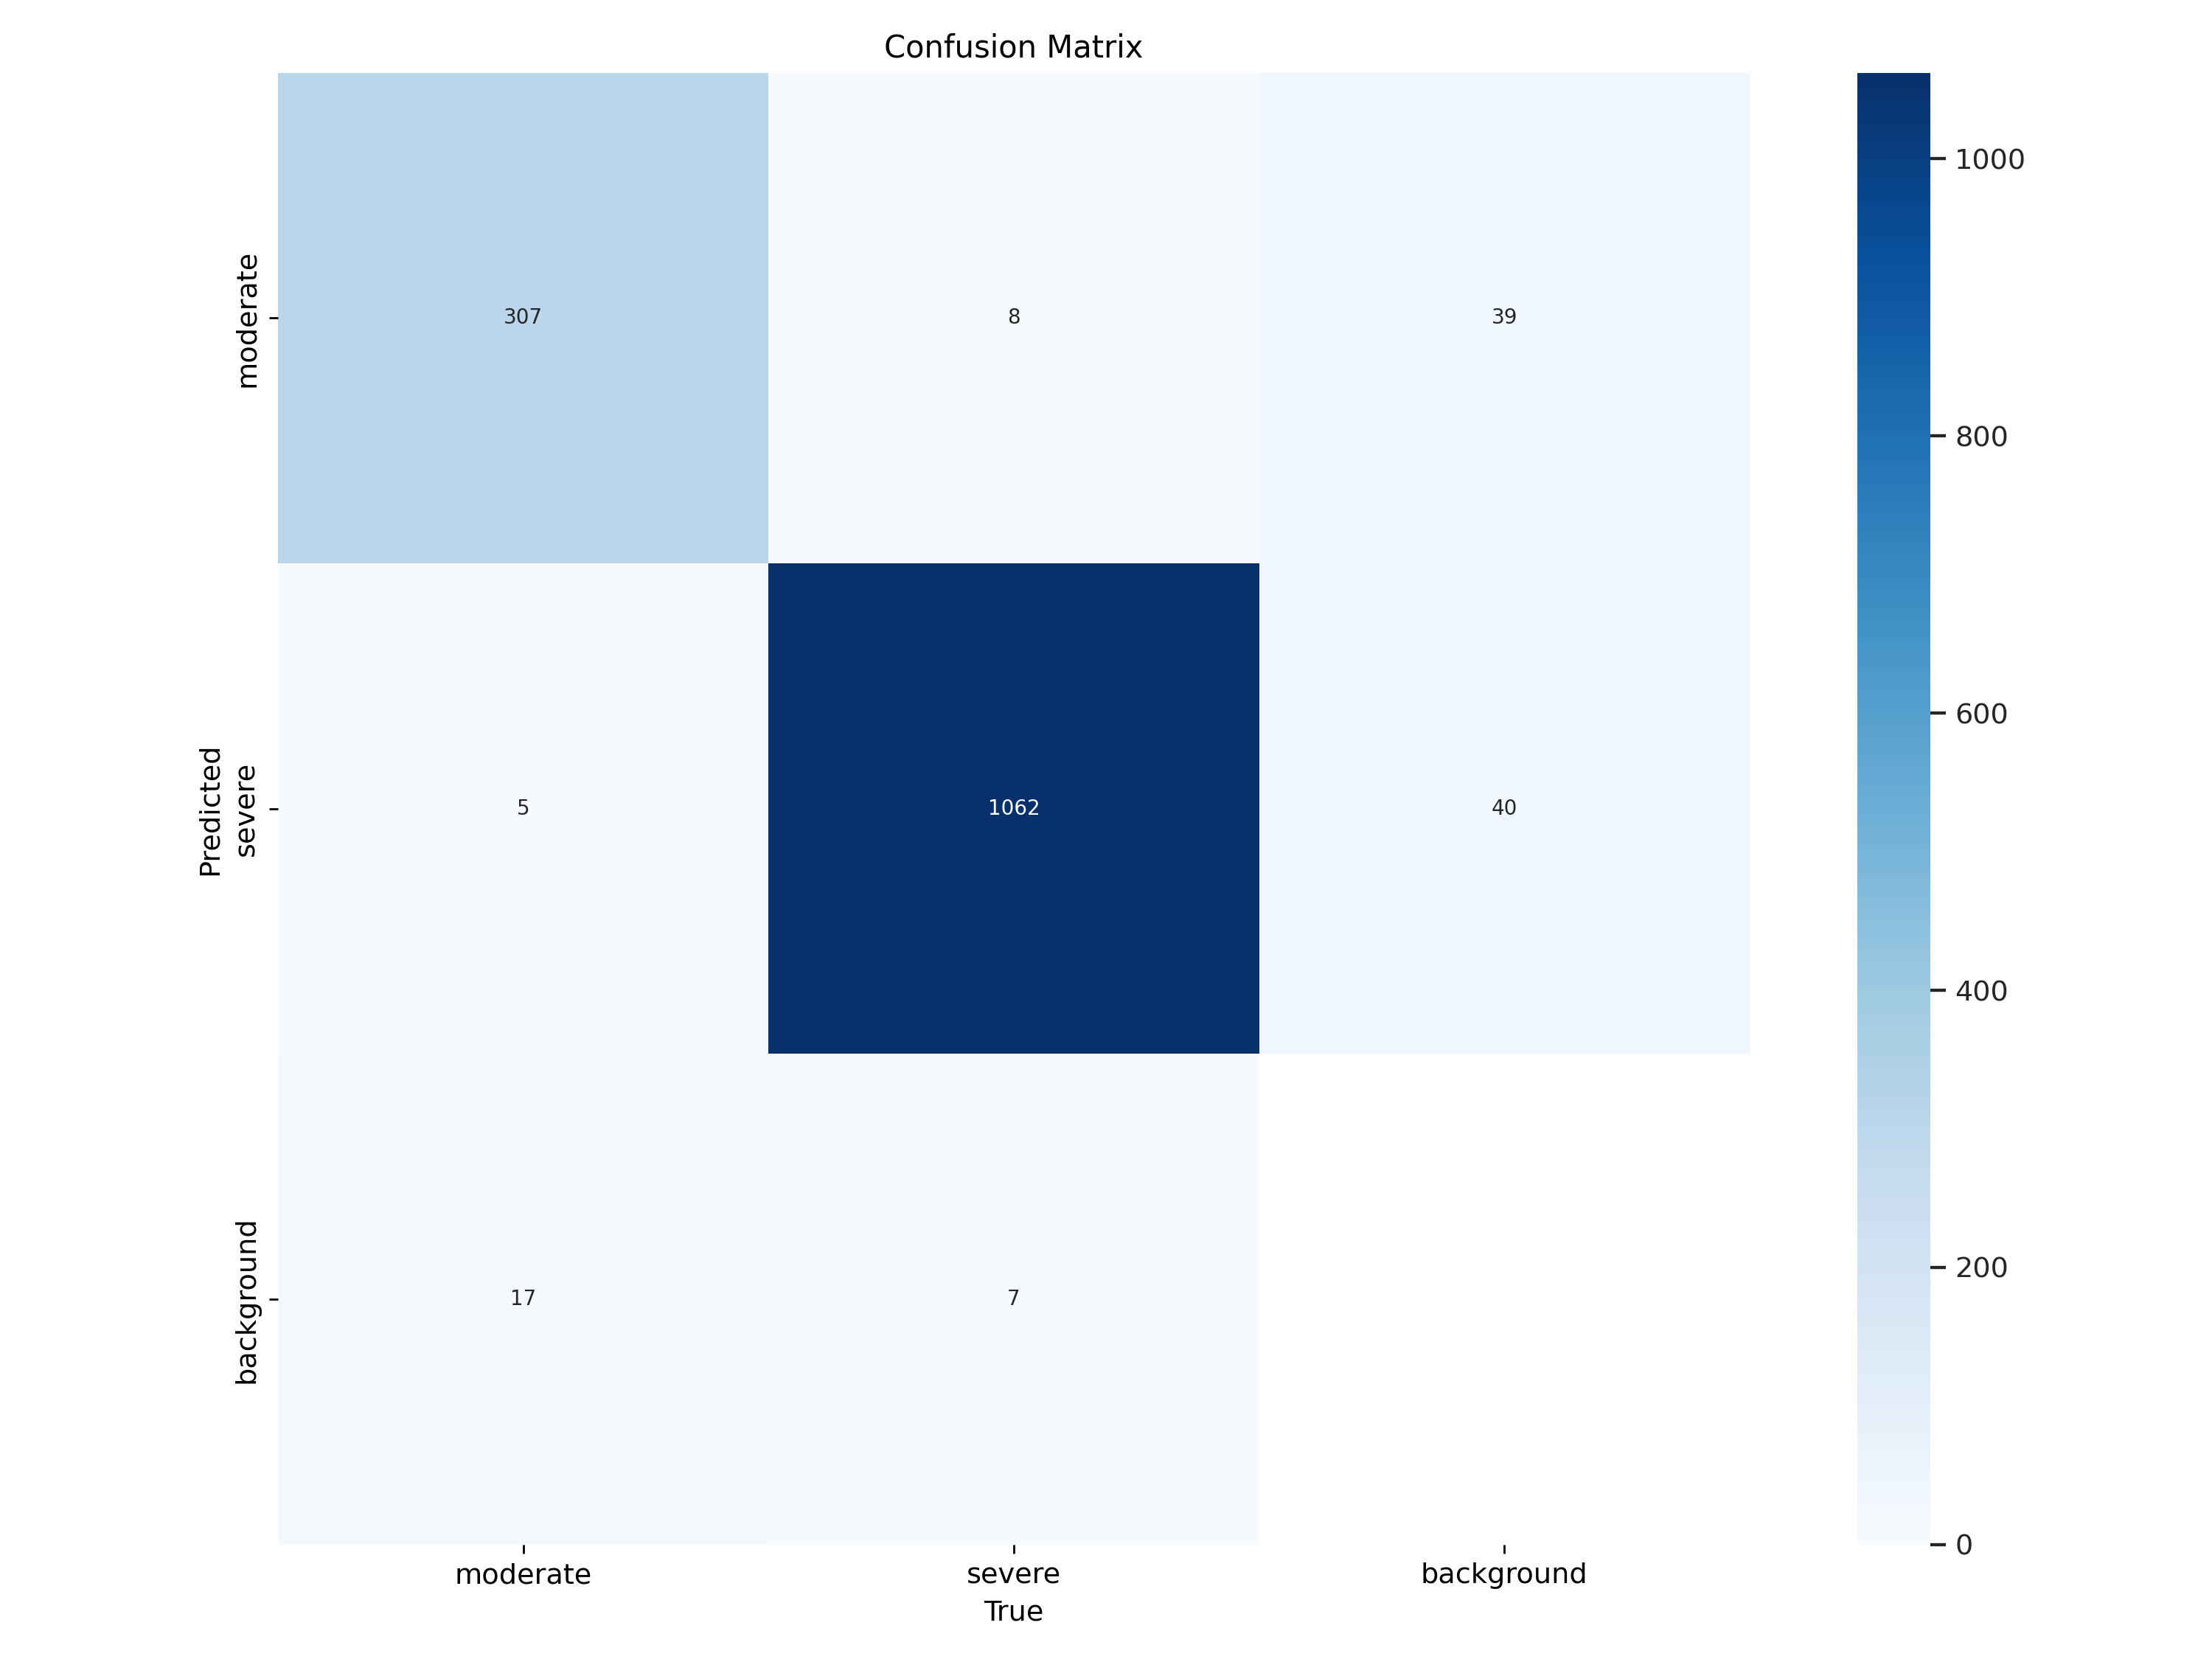 Confusion Matrix
moderate
307
8
39
1000
800
600
Predicted
severe
5
1062
40
400
background
17
7
200
0
moderate
severe
background
True